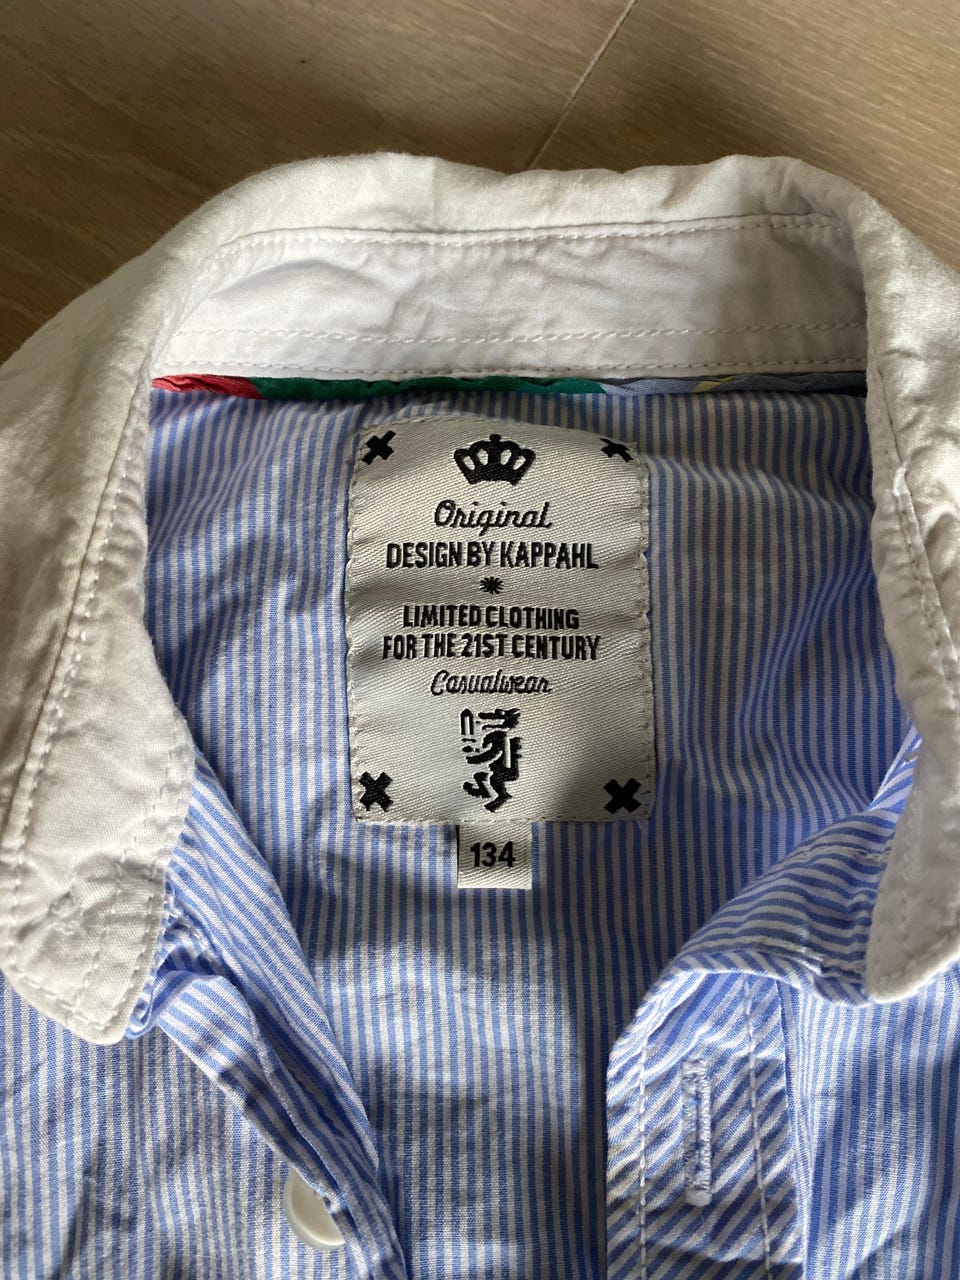 Original
DESIGN BY KAPPAHL
LIMITED CLOTHING
FOR THE 21ST CENTURY
Casualwear
134